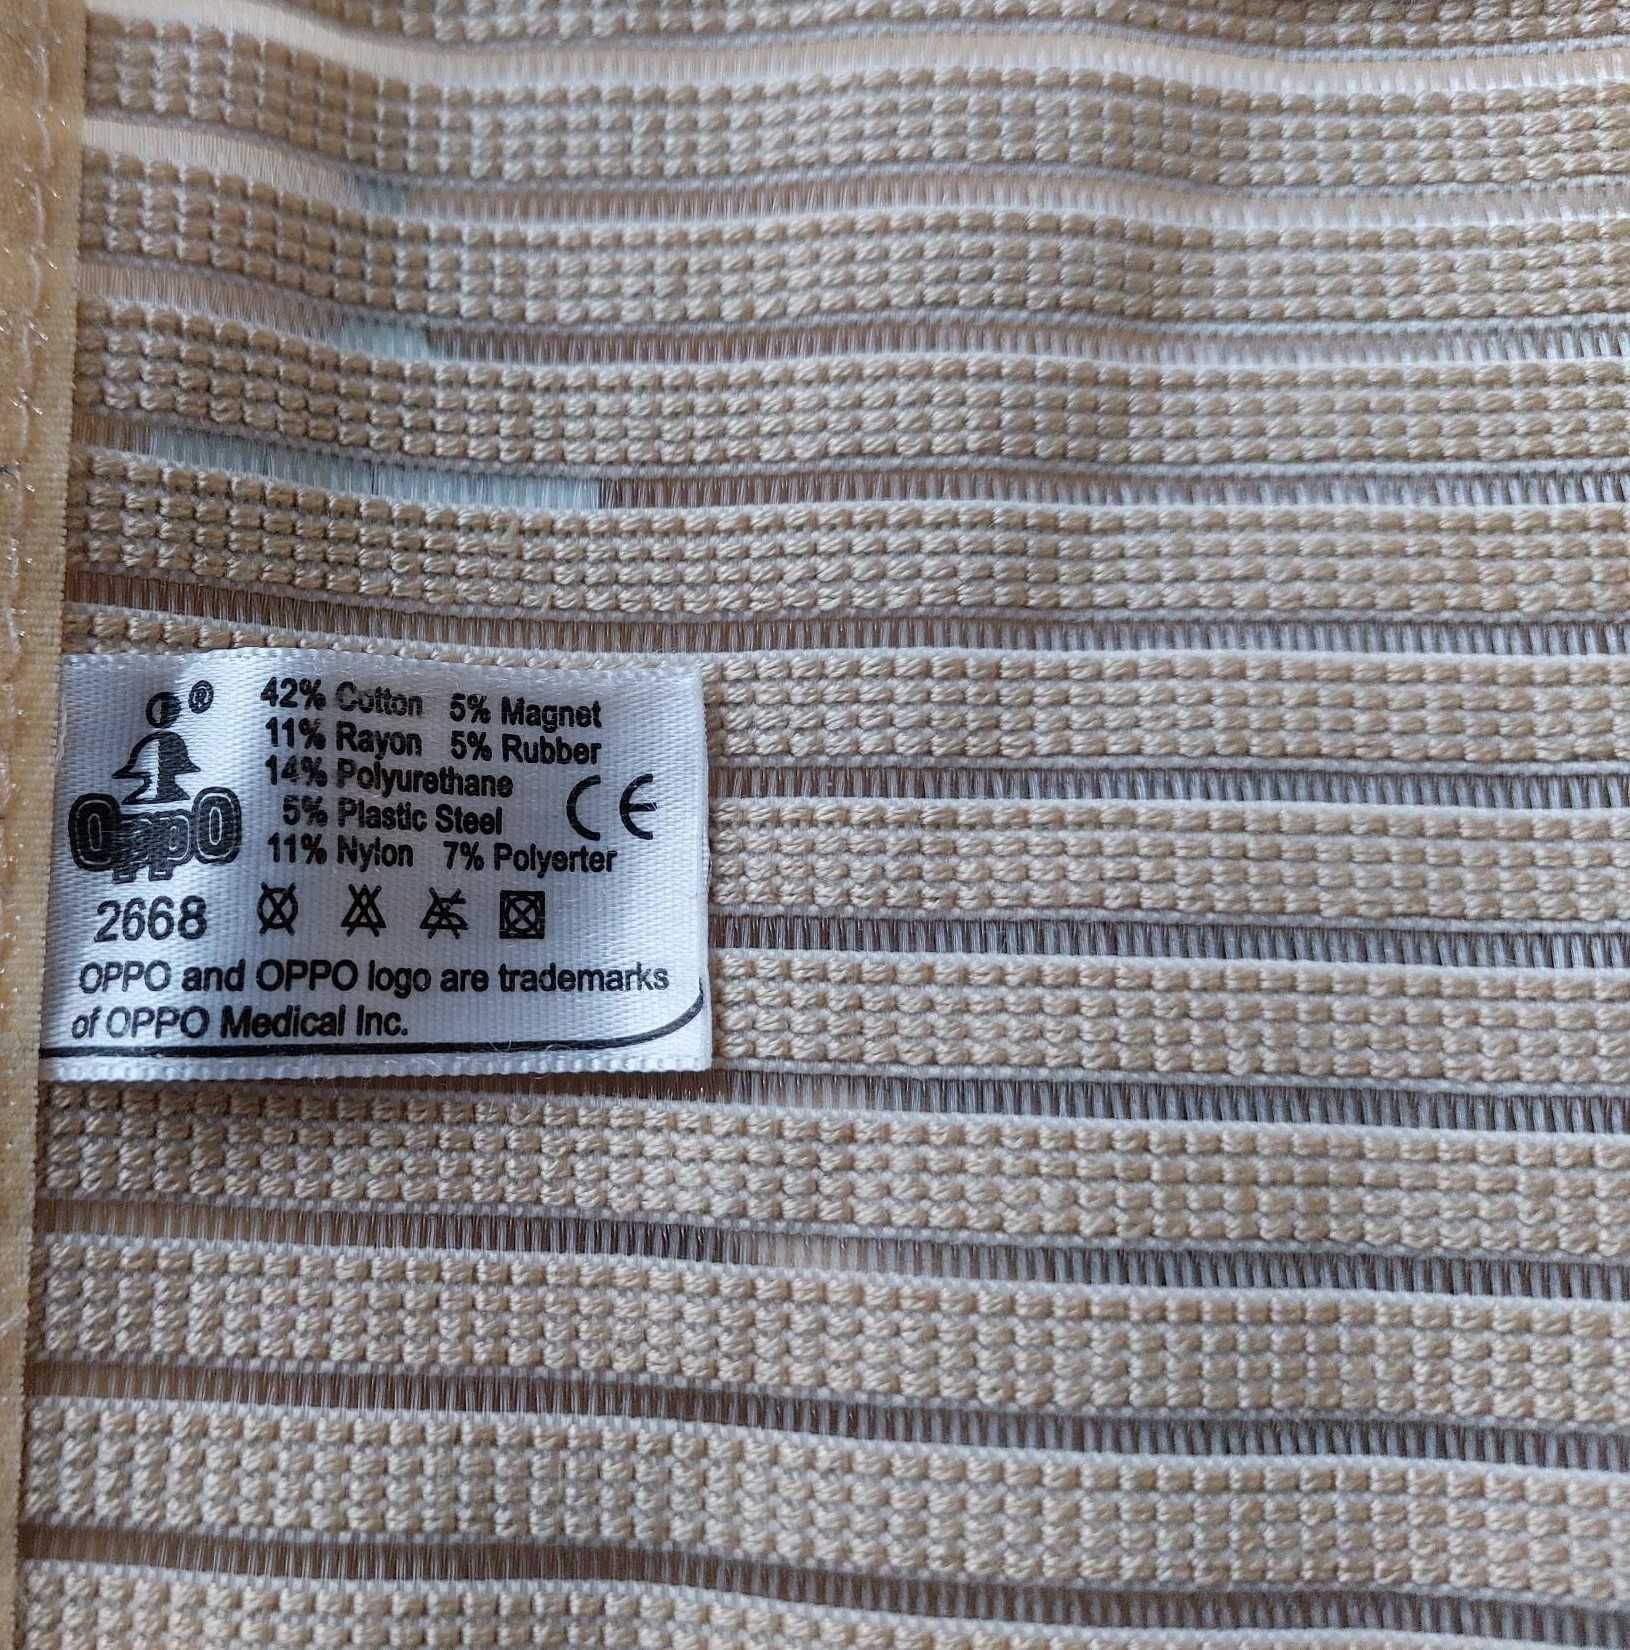 ® 42% Cotton 5% Magnet
11% Rayon 5% Rubber
14% Polyurethane
5% Plastic Steel CE
11% Nylon 7% Polyerter
OppO
2668
OPPO and OPPO logo are trademarks
of OPPO Medical Inc.